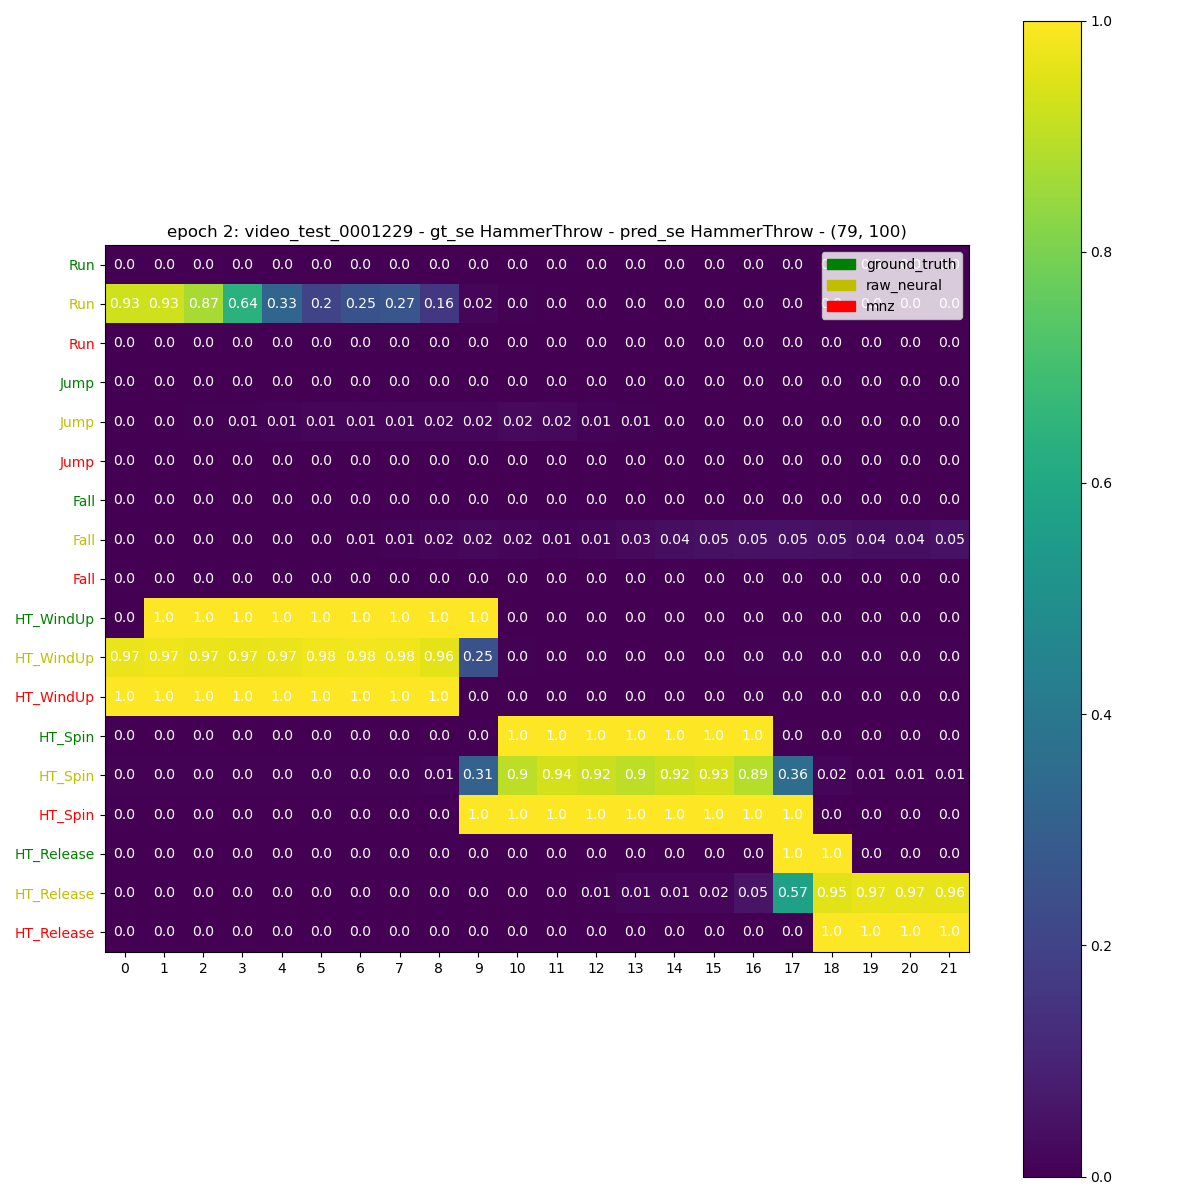 epoch 2: video_test_0001229 - gt_se HammerThrow - pred_se HammerThrow - (79, 100)
ground_truth
raw_neural
mnz
Run 0.0 0.0 0.0 0.0 0.0 0.0 0.0 0.0 0.0 0.0 0.0 0.0 0.0 0.0 0.0 0.0 0.0 0.0
Run 0.93 0.93 0.87 0.64 0.33 0.2 0.25 0.27 0.16 0.02 0.0 0.0 0.0 0.0 0.0 0.0 0.0 0.0
Run 0.0 0.0 0.0 0.0 0.0 0.0 0.0 0.0 0.0 0.0 0.0 0.0 0.0 0.0 0.0 0.0 0.0 0.0 0.0 0.0 0.0 0.0
Jump 0.0 0.0 0.0 0.0 0.0 0.0 0.0 0.0 0.0 0.0 0.0 0.0 0.0 0.0 0.0 0.0 0.0 0.0 0.0 0.0 0.0 0.0
Jump 0.0 0.0 0.0 0.01 0.01 0.01 0.01 0.01 0.02 0.02 0.02 0.02 0.01 0.01 0.0 0.0 0.0 0.0 0.0 0.0 0.0 0.0
Jump 0.0 0.0 0.0 0.0 0.0 0.0 0.0 0.0 0.0 0.0 0.0 0.0 0.0 0.0 0.0 0.0 0.0 0.0 0.0 0.0 0.0 0.0
Fall 0.0 0.0 0.0 0.0 0.0 0.0 0.0 0.0 0.0 0.0 0.0 0.0 0.0 0.0 0.0 0.0 0.0 0.0 0.0 0.0 0.0 0.0
Fall 0.0 0.0 0.0 0.0 0.0 0.0 0.01 0.01 0.02 0.02 0.02 0.01 0.01 0.03 0.04 0.05 0.05 0.05 0.05 0.04 0.04 0.05
Fall 0.0 0.0 0.0 0.0 0.0 0.0 0.0 0.0 0.0 0.0 0.0 0.0 0.0 0.0 0.0 0.0 0.0 0.0 0.0 0.0 0.0 0.0
HT_WindUp 0.0 1.0 1.0 1.0 1.0 1.0 1.0 1.0 1.0 1.0 0.0 0.0 0.0 0.0 0.0 0.0 0.0 0.0 0.0 0.0 0.0 0.0
HT_WindUp 0.97 0.97 0.97 0.97 0.97 0.98 0.98 0.98 0.96 0.25 0.0 0.0 0.0 0.0 0.0 0.0 0.0 0.0 0.0 0.0 0.0 0.0
HT_WindUp 1.0 1.0 1.0 1.0 1.0 1.0 1.0 1.0 1.0 0.0 0.0 0.0 0.0 0.0 0.0 0.0 0.0 0.0 0.0 0.0 0.0 0.0
HT_Spin 0.0 0.0 0.0 0.0 0.0 0.0 0.0 0.0 0.0 0.0 1.0 1.0 1.0 1.0 1.0 1.0 1.0 0.0 0.0 0.0 0.0 0.0
HT_Spin 0.0 0.0 0.0 0.0 0.0 0.0 0.0 0.0 0.01 0.31 0.9 0.94 0.92 0.9 0.92 0.93 0.89 0.36 0.02 0.01 0.01 0.01
HT_Spin 0.0 0.0 0.0 0.0 0.0 0.0 0.0 0.0 0.0 1.0 1.0 1.0 1.0 1.0 1.0 1.0 1.0 1.0 0.0 0.0 0.0 0.0
HT_Release 0.0 0.0 0.0 0.0 0.0 0.0 0.0 0.0 0.0 0.0 0.0 0.0 0.0 0.0 0.0 0.0 0.0 1.0 1.0 0.0 0.0 0.0
HT_Release 0.0 0.0 0.0 0.0 0.0 0.0 0.0 0.0 0.0 0.0 0.0 0.0 0.01 0.01 0.01 0.02 0.05 0.57 0.95 0.97 0.97 0.96
HT_Release 0.0 0.0 0.0 0.0 0.0 0.0 0.0 0.0 0.0 0.0 0.0 0.0 0.0 0.0 0.0 0.0 0.0 0.0 1.0 1.0 1.0 1.0
0 1 2 3 4 5 6 7 8 9 10 11 12 13 14 15 16 17 18 19 20 21
1.0
0.8
0.6
0.4
0.2
0.0